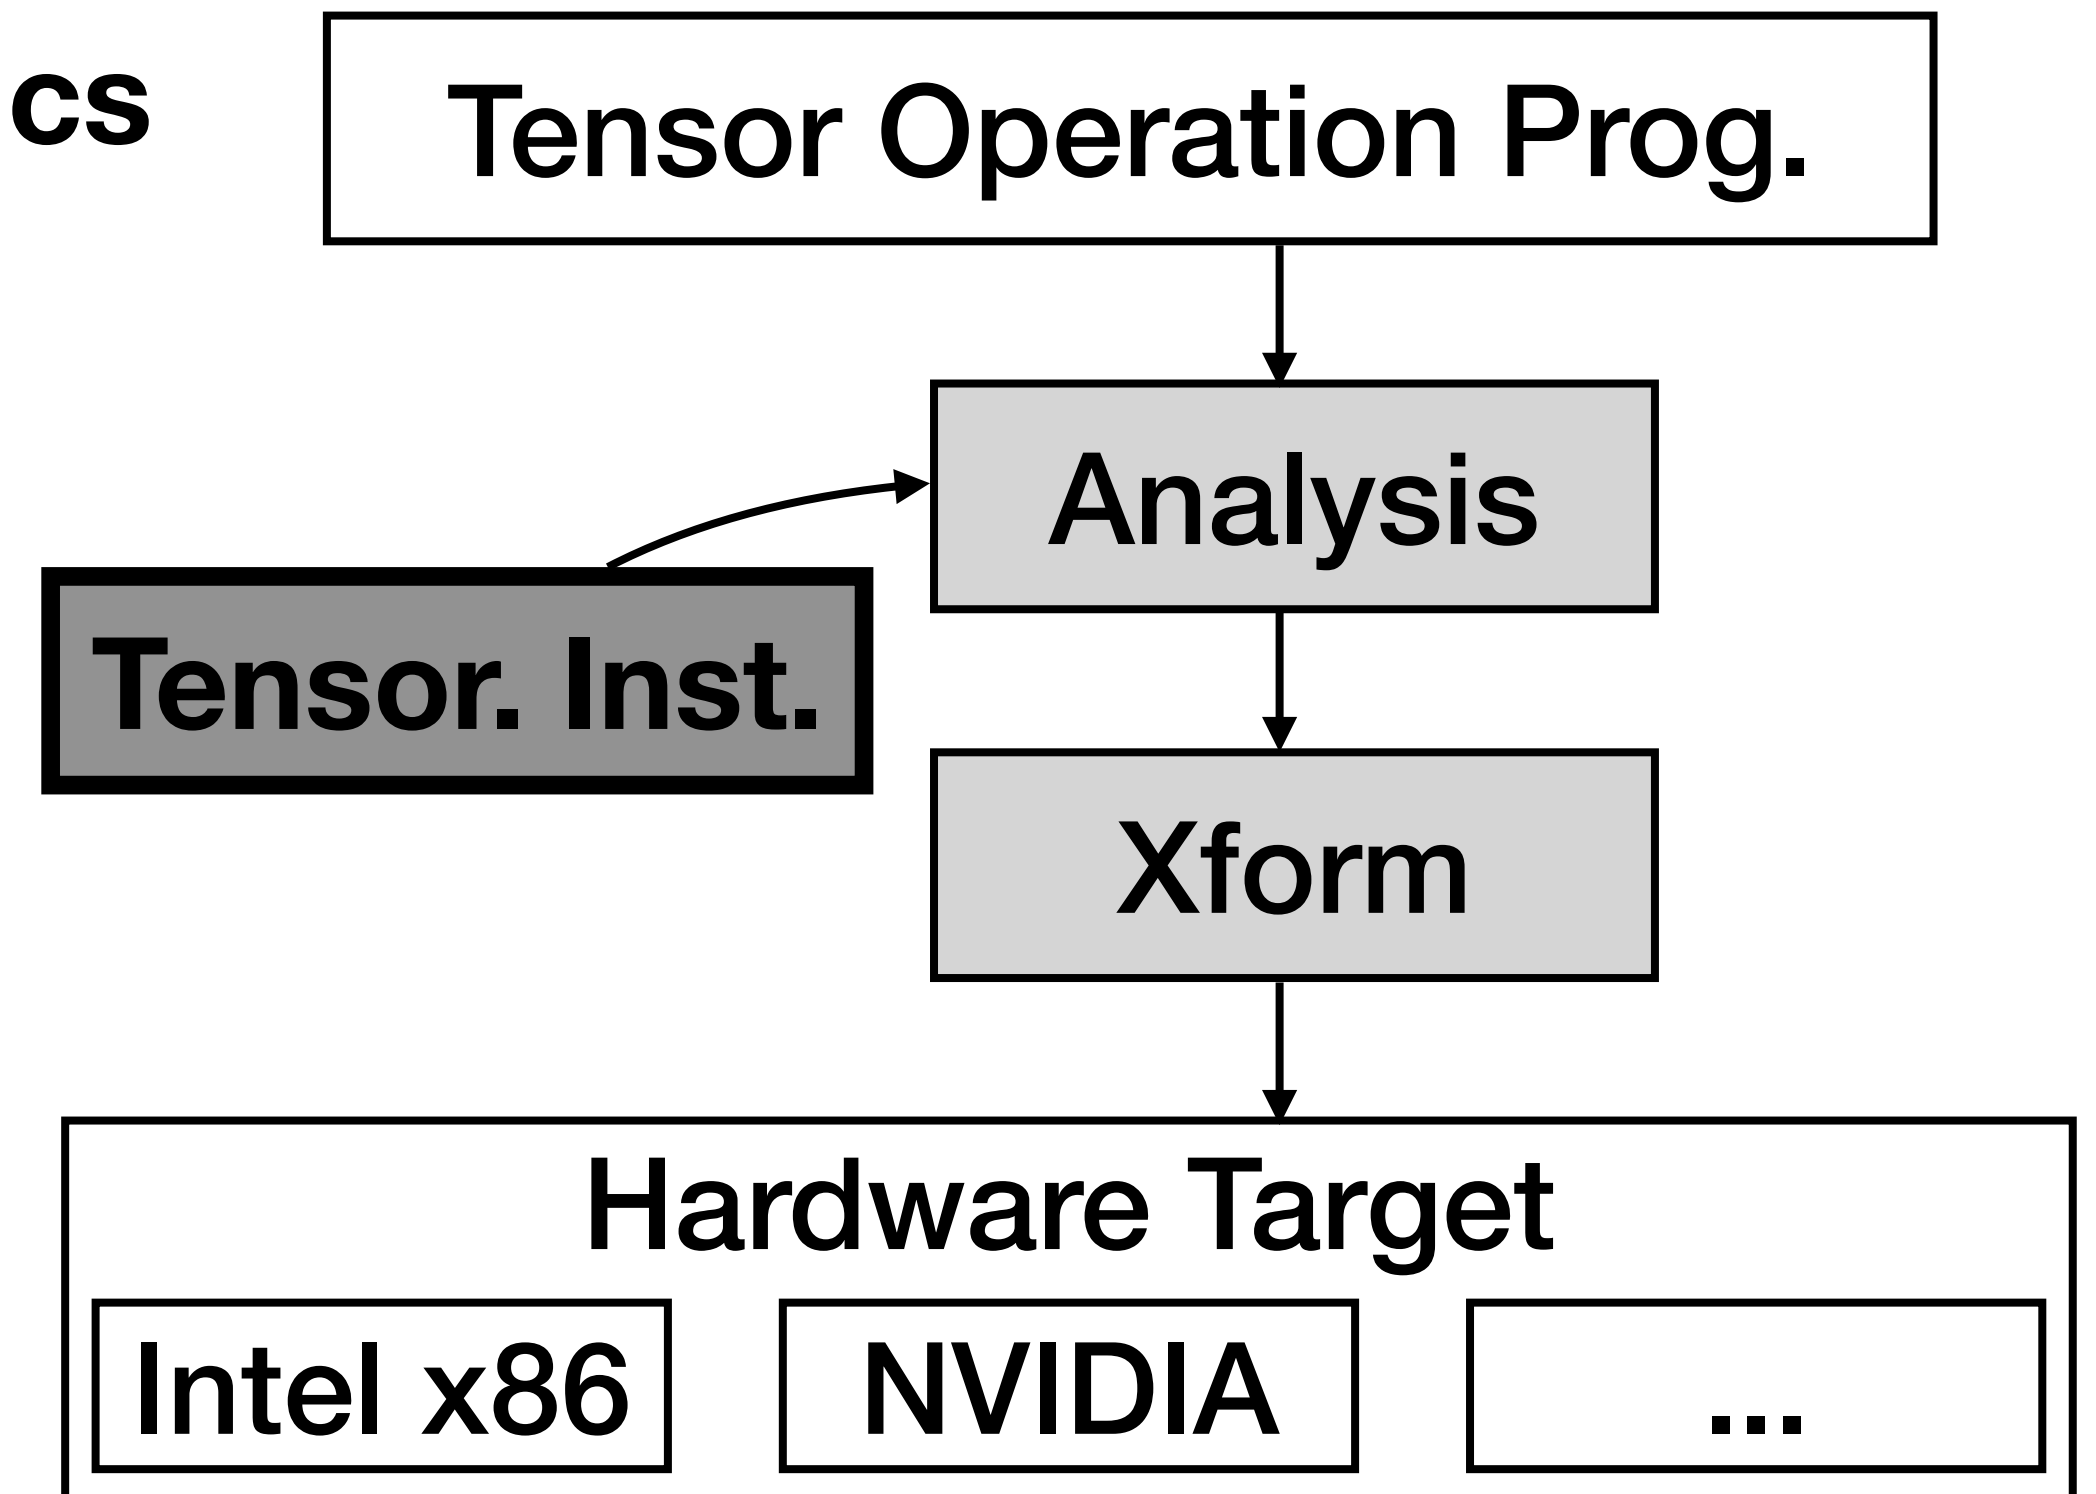 cs
Tensor Operation Prog.
Analysis
Tensor. Inst.
Xform
Hardware Target
Intel x86
NVIDIA
...